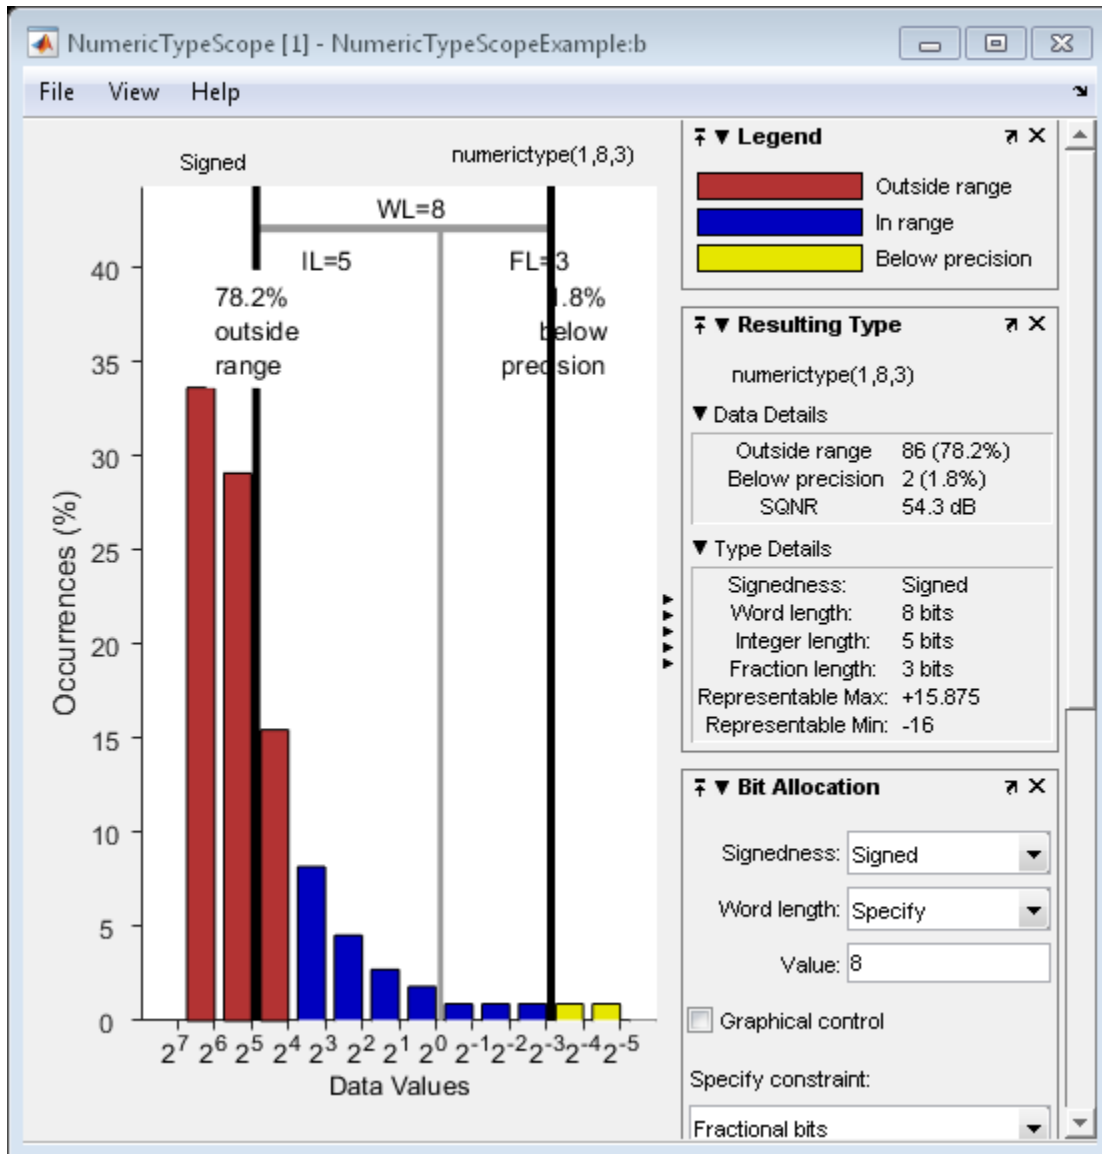 NumericTypeScope [1] - NumericTypeScopeExample:b
File View Help
Signed
numerictype(1,8,3)
WL=8
IL=5
FL=3
78.2%
outside
range
1.8%
below
precision
40
35
30
25
20
15
10
5
0
Occurrences (%)
2^7 2^6 2^5 2^4 2^3 2^2 2^1 2^0 2^-1 2^-2 2^-3 2^-4 2^-5
Data Values
Legend
Outside range
In range
Below precision
Resulting Type
numerictype(1,8,3)
Data Details
Outside range 86 (78.2%)
Below precision 2 (1.8%)
SQNR 54.3 dB
Type Details
Signedness: Signed
Word length: 8 bits
Integer length: 5 bits
Fraction length: 3 bits
Representable Max: +15.875
Representable Min: -16
Bit Allocation
Signedness: Signed
Word length: Specify
Value: 8
Graphical control
Specify constraint:
Fractional bits